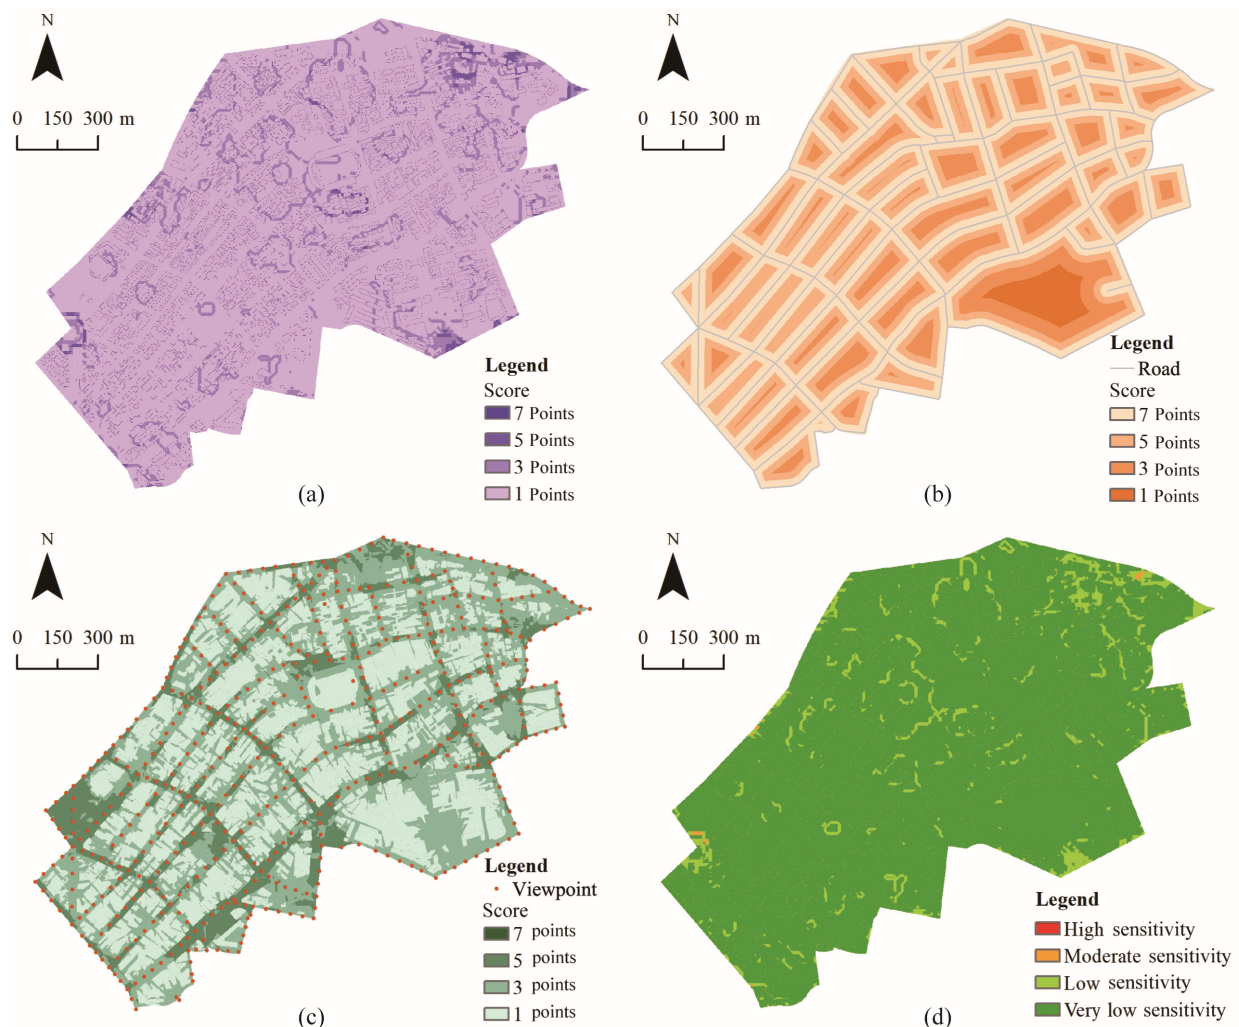 N
0 150 300 m
Legend
Score
7 Points
5 Points
3 Points
1 Points
(a)
N
0 150 300 m
Legend
Road
Score
7 Points
5 Points
3 Points
1 Points
(b)
N
0 150 300 m
Legend
Viewpoint
Score
7 points
5 points
3 points
1 points
(c)
N
0 150 300 m
Legend
High sensitivity
Moderate sensitivity
Low sensitivity
Very low sensitivity
(d)